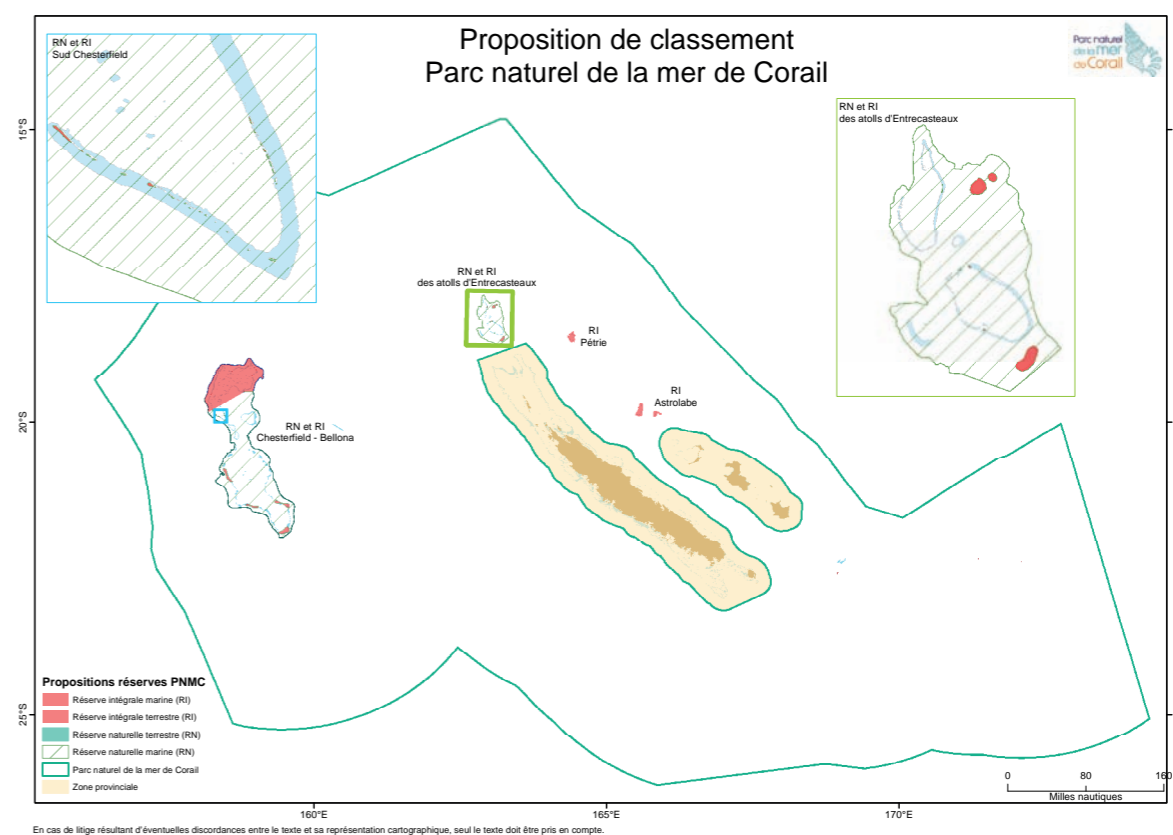 Proposition de classement
Parc naturel de la mer de Corail
Parc naturel
de la mer
de Corail
RN et RI
Sud Chesterfield
RN et RI
des atolls d'Entrecasteaux
15°S
RN et RI
des atolls d'Entrecasteaux
RI
Pétrie
RI
Astrolabe
20°S
RN et RI
Chesterfield - Bellona
Propositions réserves PNMC
Réserve intégrale marine (RI)
Réserve intégrale terrestre (RI)
Réserve naturelle terrestre (RN)
Réserve naturelle marine (RN)
Parc naturel de la mer de Corail
Zone provinciale
25°S
0 80 160
Milles nautiques
160°E 165°E 170°E
En cas de litige résultant d'éventuelles discordances entre le texte et sa représentation cartographique, seul le texte doit être pris en compte.